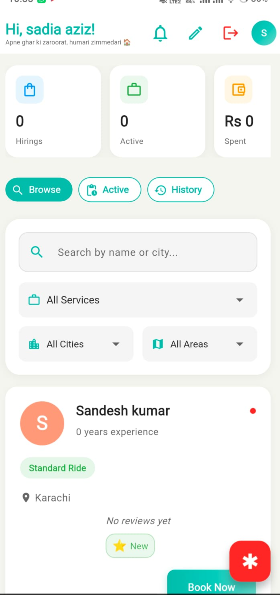 Hi, sadia aziz!
Apne ghar ki zaroorat, humari zimmedari 🏠
S
0
Hirings
0
Active
Rs 0
Spent
Browse
Active
History
Search by name or city...
All Services
All Cities
All Areas
S
Sandesh kumar
0 years experience
Standard Ride
Karachi
No reviews yet
⭐ New
Book Now